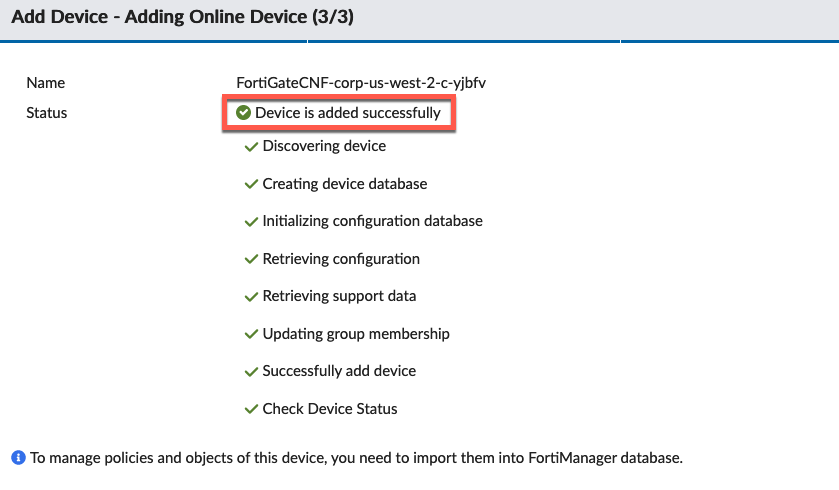 Add Device - Adding Online Device (3/3)
Name FortiGateCNF-corp-us-west-2-c-yjbfv
Status Device is added successfully
Discovering device
Creating device database
Initializing configuration database
Retrieving configuration
Retrieving support data
Updating group membership
Successfully add device
Check Device Status
To manage policies and objects of this device, you need to import them into FortiManager database.